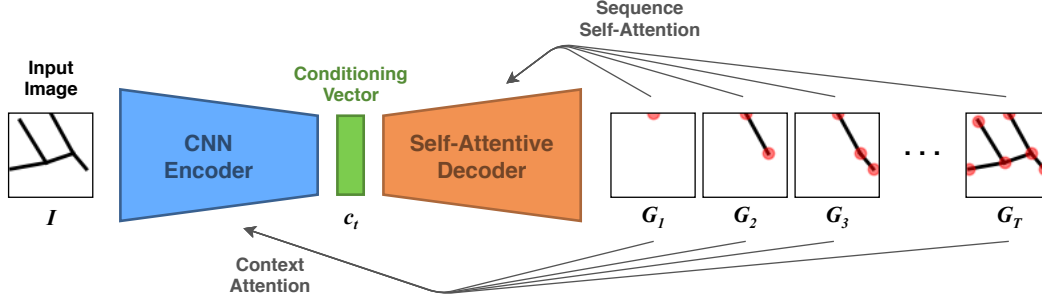 Sequence
Self-Attention
Input
Image
Conditioning
Vector
CNN
Encoder
Self-Attentive
Decoder
. . .
I
c_t
G_1
G_2
G_3
G_T
Context
Attention